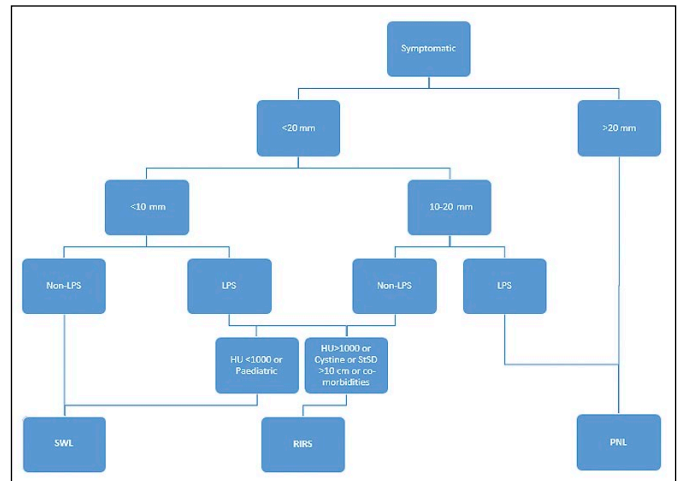 Symptomatic
<20 mm
>20 mm
<10 mm
10-20 mm
Non-LPS
LPS
Non-LPS
LPS
HU <1000 or
Paediatric
HU>1000 or
Cystine or StSD
>10 cm or co-
morbidities
SWL
RIRS
PNL